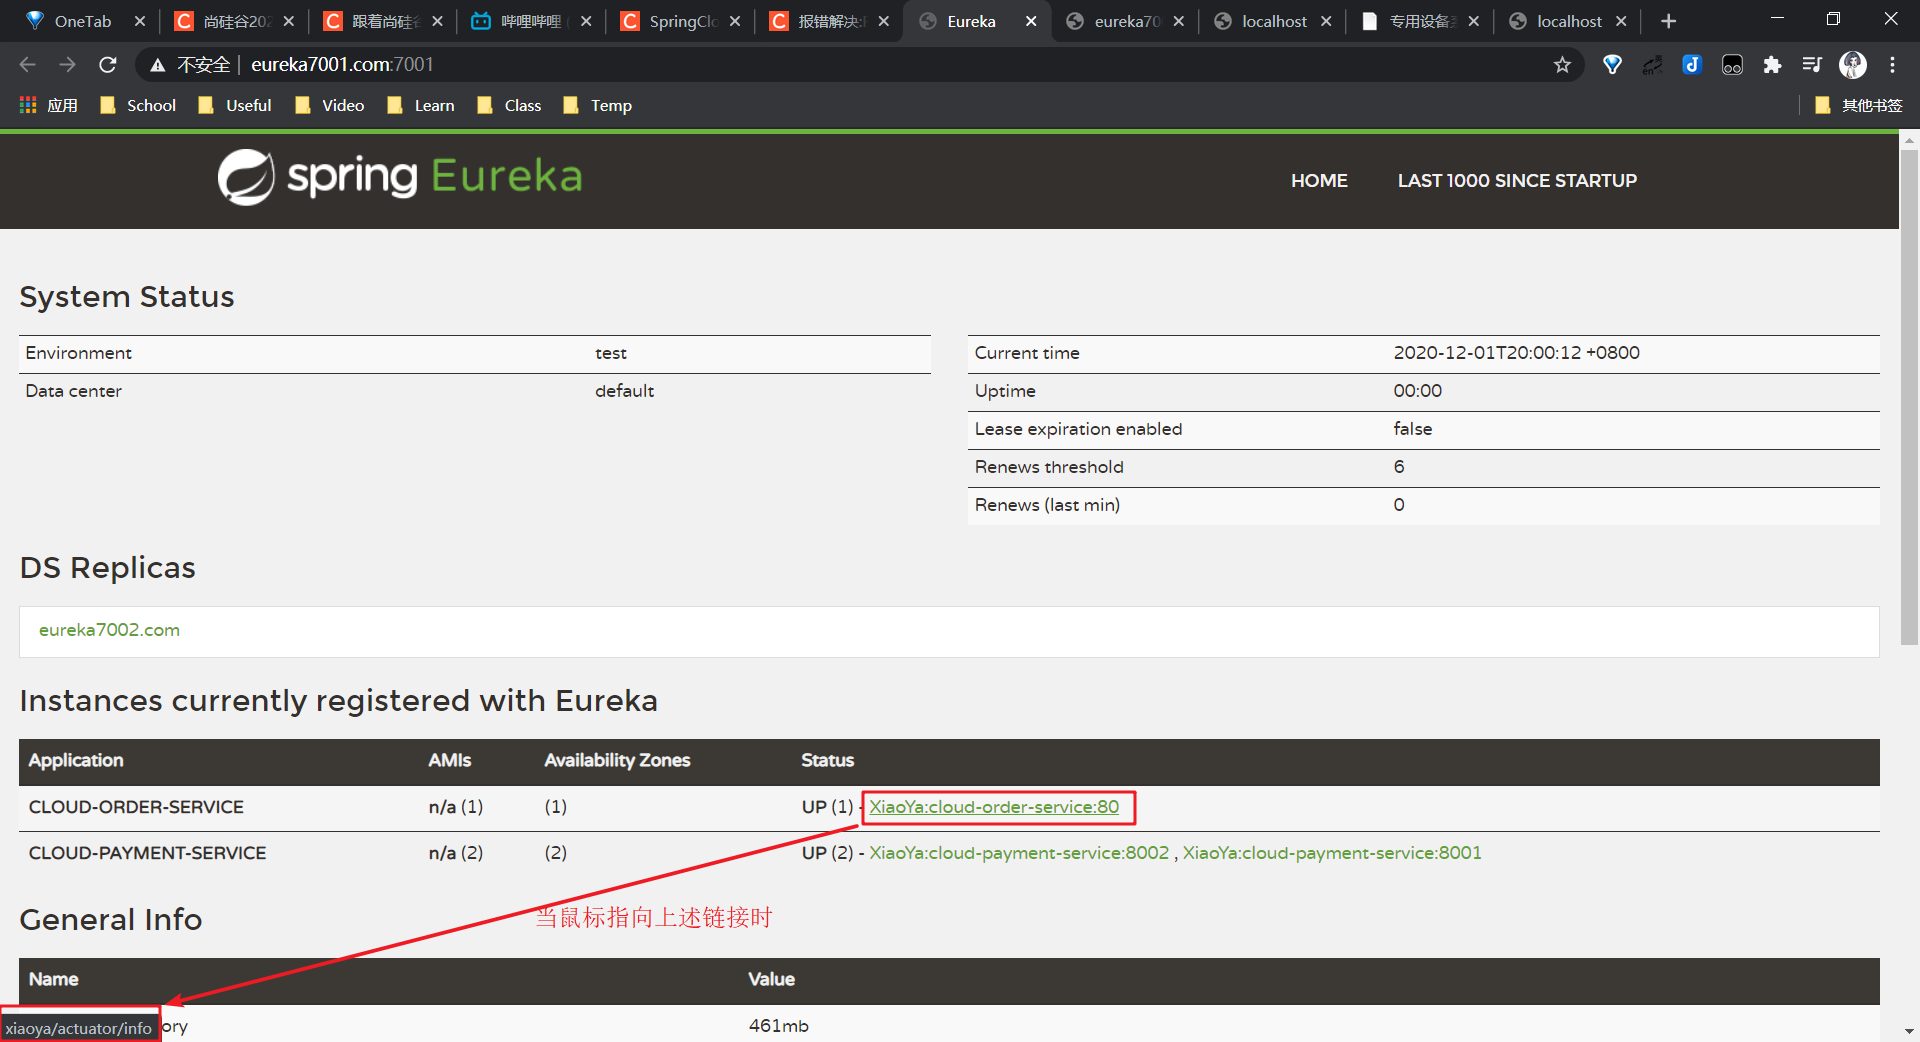 OneTab
尚硅谷202
跟着尚硅谷
哔哩哔哩 (
SpringClo
报错解决:
Eureka
eureka70
localhost
专用设备
localhost
不安全 eureka7001.com:7001
应用 School Useful Video Learn Class Temp 其他书签
spring Eureka HOME LAST 1000 SINCE STARTUP
System Status
Environment test
Data center default
Current time 2020-12-01T20:00:12 +0800
Uptime 00:00
Lease expiration enabled false
Renews threshold 6
Renews (last min) 0
DS Replicas
eureka7002.com
Instances currently registered with Eureka
Application AMIs Availability Zones Status
CLOUD-ORDER-SERVICE n/a (1) (1) UP (1) - XiaoYa:cloud-order-service:80
CLOUD-PAYMENT-SERVICE n/a (2) (2) UP (2) - XiaoYa:cloud-payment-service:8002 , XiaoYa:cloud-payment-service:8001
当鼠标指向上述链接时
General Info
Name Value
ory 461mb
xiaoya/actuator/info